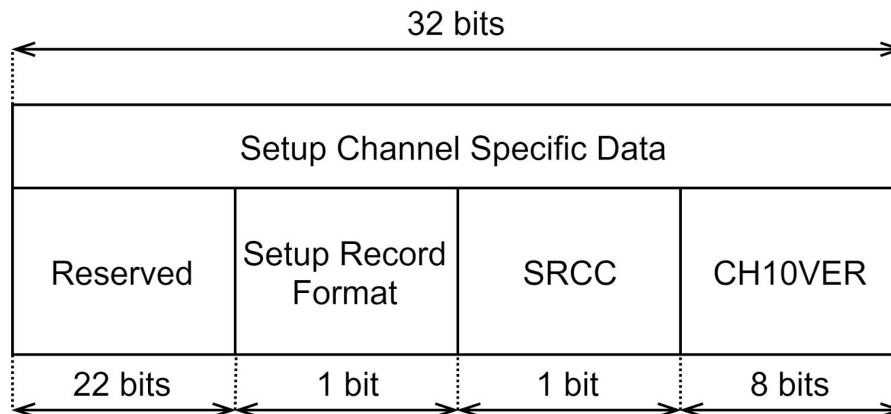 32 bits
Setup Channel Specific Data
Reserved
Setup Record
Format
SRCC
CH10VER
22 bits
1 bit
1 bit
8 bits